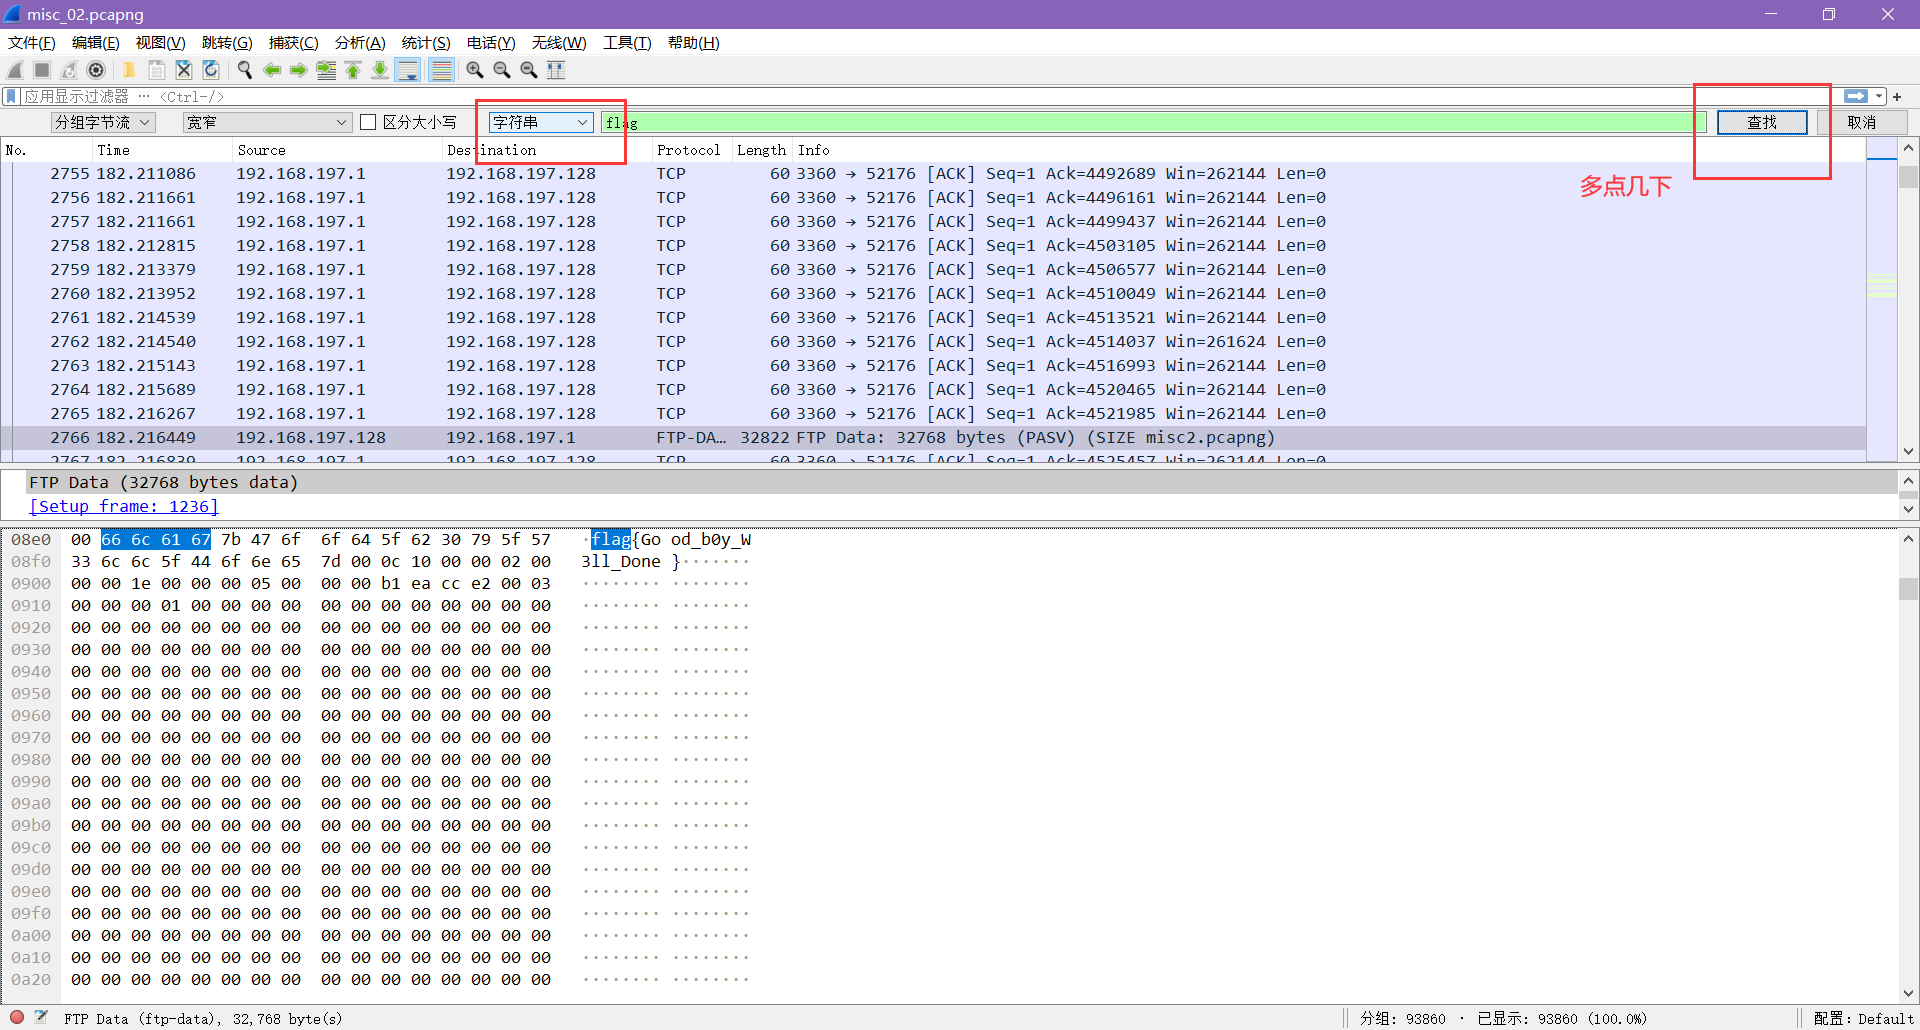 misc_02.pcapng
文件(F) 编辑(E) 视图(V) 跳转(G) 捕获(C) 分析(A) 统计(S) 电话(Y) 无线(W) 工具(T) 帮助(H)
应用显示过滤器 … <Ctrl-/>
分组字节流 宽窄 区分大小写 字符串 flag 查找 取消
No. Time Source Destination Protocol Length Info
2755 182.211086 192.168.197.1 192.168.197.128 TCP 60 3360 → 52176 [ACK] Seq=1 Ack=4492689 Win=262144 Len=0
多点几下
2756 182.211661 192.168.197.1 192.168.197.128 TCP 60 3360 → 52176 [ACK] Seq=1 Ack=4496161 Win=262144 Len=0
2757 182.211661 192.168.197.1 192.168.197.128 TCP 60 3360 → 52176 [ACK] Seq=1 Ack=4499437 Win=262144 Len=0
2758 182.212815 192.168.197.1 192.168.197.128 TCP 60 3360 → 52176 [ACK] Seq=1 Ack=4503105 Win=262144 Len=0
2759 182.213379 192.168.197.1 192.168.197.128 TCP 60 3360 → 52176 [ACK] Seq=1 Ack=4506577 Win=262144 Len=0
2760 182.213952 192.168.197.1 192.168.197.128 TCP 60 3360 → 52176 [ACK] Seq=1 Ack=4510049 Win=262144 Len=0
2761 182.214539 192.168.197.1 192.168.197.128 TCP 60 3360 → 52176 [ACK] Seq=1 Ack=4513521 Win=262144 Len=0
2762 182.214540 192.168.197.1 192.168.197.128 TCP 60 3360 → 52176 [ACK] Seq=1 Ack=4514037 Win=261624 Len=0
2763 182.215143 192.168.197.1 192.168.197.128 TCP 60 3360 → 52176 [ACK] Seq=1 Ack=4516993 Win=262144 Len=0
2764 182.215689 192.168.197.1 192.168.197.128 TCP 60 3360 → 52176 [ACK] Seq=1 Ack=4520465 Win=262144 Len=0
2765 182.216267 192.168.197.1 192.168.197.128 TCP 60 3360 → 52176 [ACK] Seq=1 Ack=4521985 Win=262144 Len=0
2766 182.216449 192.168.197.128 192.168.197.1 FTP-DA… 32822 FTP Data: 32768 bytes (PASV) (SIZE misc2.pcapng)
2767 182.216839 192.168.197.1 192.168.197.128 TCP 60 3360 → 52176 [ACK] Seq=1 Ack=4525457 Win=262144 Len=0
FTP Data (32768 bytes data)
[Setup frame: 1236]
08e0 00 66 6c 61 67 7b 47 6f 6f 64 5f 62 30 79 5f 57 ·flag{Go od_b0y_W
08f0 33 6c 6c 5f 44 6f 6e 65 7d 00 0c 10 00 00 02 00 3ll_Done }·······
0900 00 00 1e 00 00 00 05 00 00 00 b1 ea cc e2 00 03 ········ ········
0910 00 00 00 01 00 00 00 00 00 00 00 00 00 00 00 00 ········ ········
0920 00 00 00 00 00 00 00 00 00 00 00 00 00 00 00 00 ········ ········
0930 00 00 00 00 00 00 00 00 00 00 00 00 00 00 00 00 ········ ········
0940 00 00 00 00 00 00 00 00 00 00 00 00 00 00 00 00 ········ ········
0950 00 00 00 00 00 00 00 00 00 00 00 00 00 00 00 00 ········ ········
0960 00 00 00 00 00 00 00 00 00 00 00 00 00 00 00 00 ········ ········
0970 00 00 00 00 00 00 00 00 00 00 00 00 00 00 00 00 ········ ········
0980 00 00 00 00 00 00 00 00 00 00 00 00 00 00 00 00 ········ ········
0990 00 00 00 00 00 00 00 00 00 00 00 00 00 00 00 00 ········ ········
09a0 00 00 00 00 00 00 00 00 00 00 00 00 00 00 00 00 ········ ········
09b0 00 00 00 00 00 00 00 00 00 00 00 00 00 00 00 00 ········ ········
09c0 00 00 00 00 00 00 00 00 00 00 00 00 00 00 00 00 ········ ········
09d0 00 00 00 00 00 00 00 00 00 00 00 00 00 00 00 00 ········ ········
09e0 00 00 00 00 00 00 00 00 00 00 00 00 00 00 00 00 ········ ········
09f0 00 00 00 00 00 00 00 00 00 00 00 00 00 00 00 00 ········ ········
0a00 00 00 00 00 00 00 00 00 00 00 00 00 00 00 00 00 ········ ········
0a10 00 00 00 00 00 00 00 00 00 00 00 00 00 00 00 00 ········ ········
0a20 00 00 00 00 00 00 00 00 00 00 00 00 00 00 00 00 ········ ········
FTP Data (ftp-data), 32,768 byte(s) 分组: 93860 · 已显示: 93860 (100.0%) 配置: Default